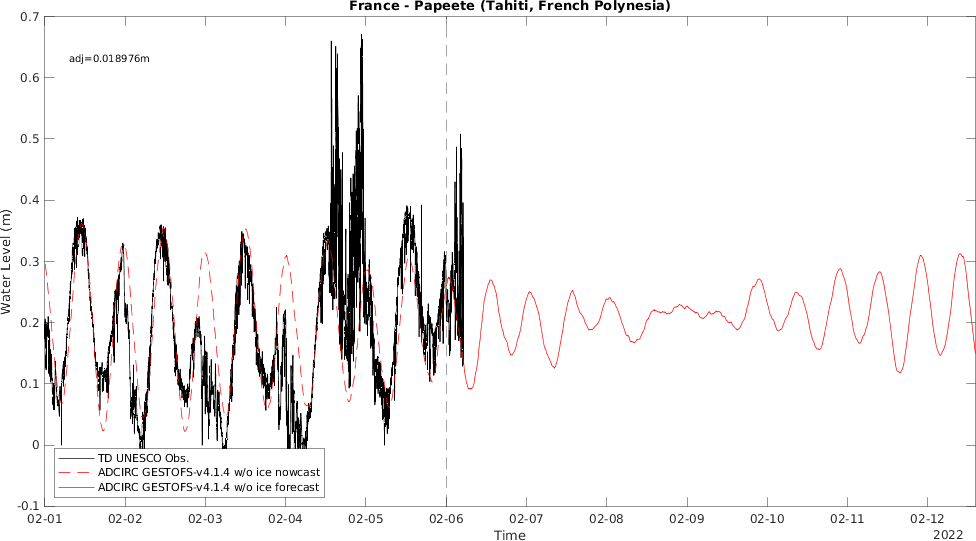 France - Papeete (Tahiti, French Polynesia)
adj=0.018976m
Water Level (m)
0.7
0.6
0.5
0.4
0.3
0.2
0.1
0
-0.1
TD UNESCO Obs.
ADCIRC GESTOFS-v4.1.4 w/o ice nowcast
ADCIRC GESTOFS-v4.1.4 w/o ice forecast
02-01 02-02 02-03 02-04 02-05 02-06 02-07 02-08 02-09 02-10 02-11 02-12
Time
2022